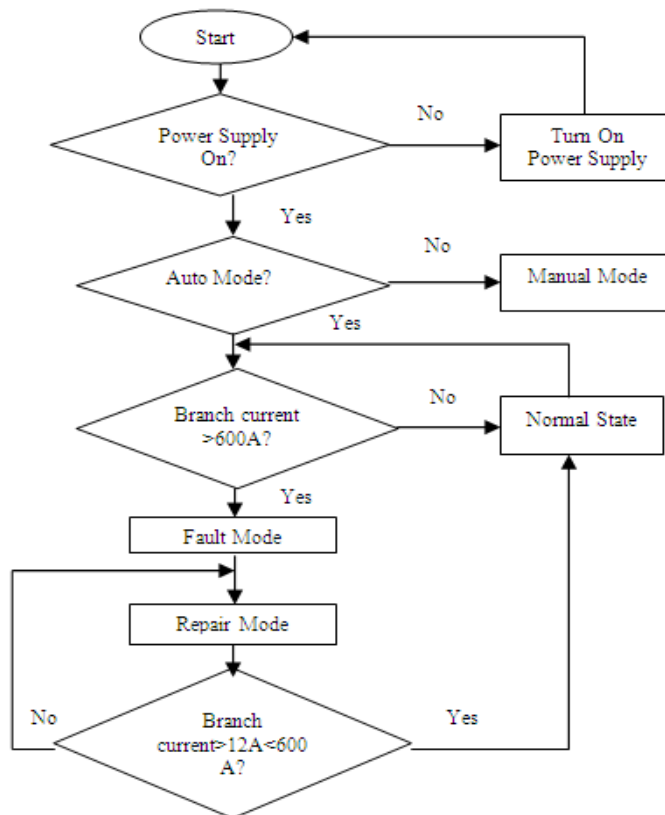 Start
Power Supply
On?
No
Turn On
Power Supply
Yes
Auto Mode?
No
Manual Mode
Yes
Branch current
>600A?
No
Normal State
Yes
Fault Mode
Repair Mode
No
Branch
current>12A<600
A?
Yes